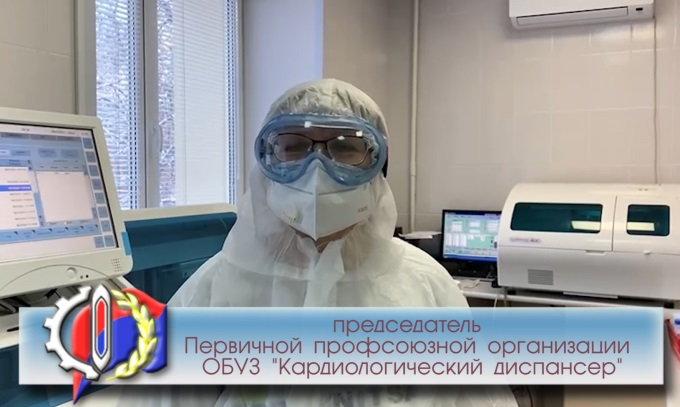 председатель
Первичной профсоюзной организации
ОБУЗ "Кардиологический диспансер"